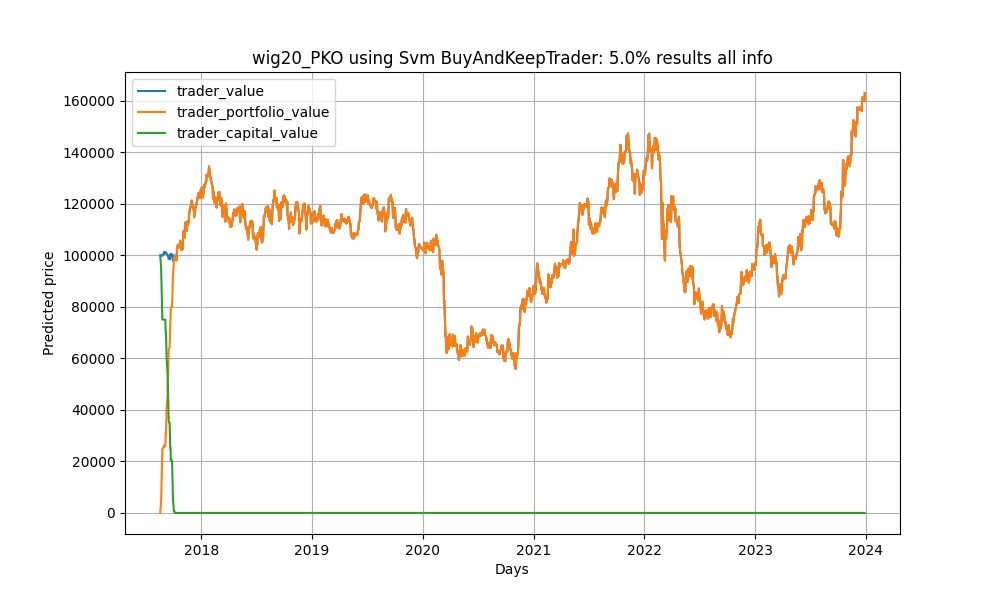 wig20_PKO using Svm BuyAndKeepTrader: 5.0% results all info
trader_value
trader_portfolio_value
trader_capital_value
160000
140000
120000
100000
80000
60000
40000
20000
0
Predicted price
2018 2019 2020 2021 2022 2023 2024
Days